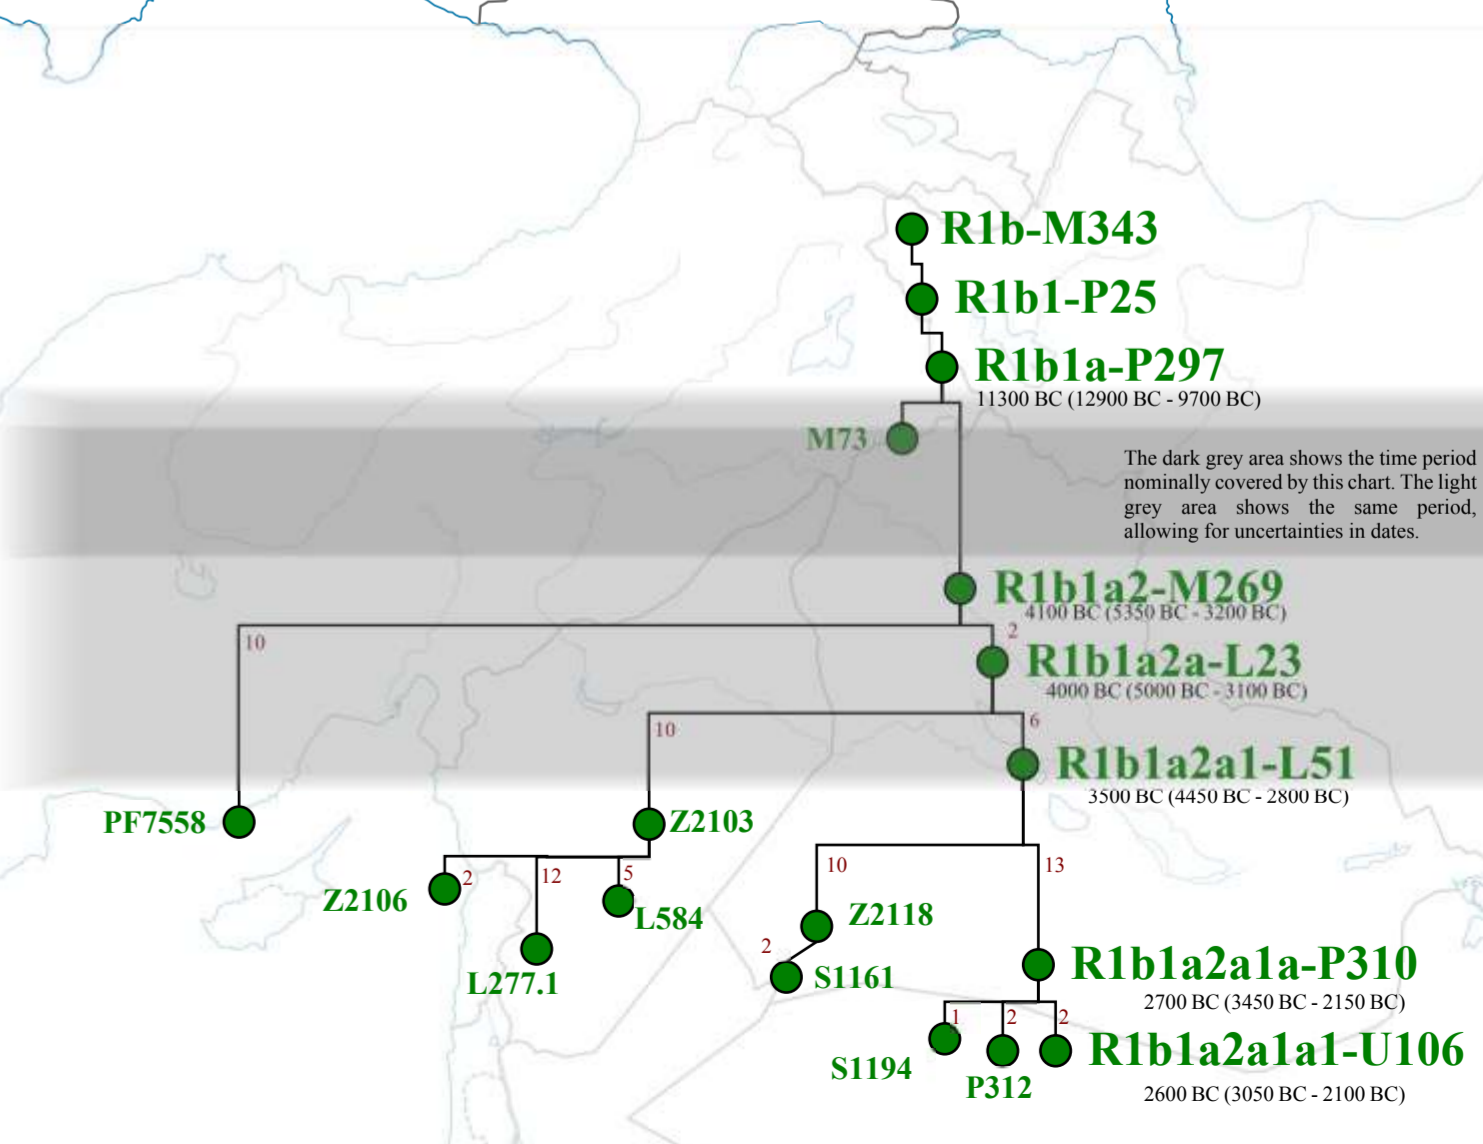 R1b-M343
R1b1-P25
R1b1a-P297
11300 BC (12900 BC - 9700 BC)
M73
The dark grey area shows the time period
nominally covered by this chart. The light
grey area shows the same period,
allowing for uncertainties in dates.
R1b1a2-M269
4100 BC (5350 BC - 3200 BC)
10
2
R1b1a2a-L23
4000 BC (5000 BC - 3100 BC)
10
6
R1b1a2a1-L51
3500 BC (4450 BC - 2800 BC)
PF7558
Z2103
2
12
5
10
13
Z2106
L584
Z2118
L277.1
2
S1161
R1b1a2a1a-P310
2700 BC (3450 BC - 2150 BC)
1
2
2
S1194
P312
R1b1a2a1a1-U106
2600 BC (3050 BC - 2100 BC)